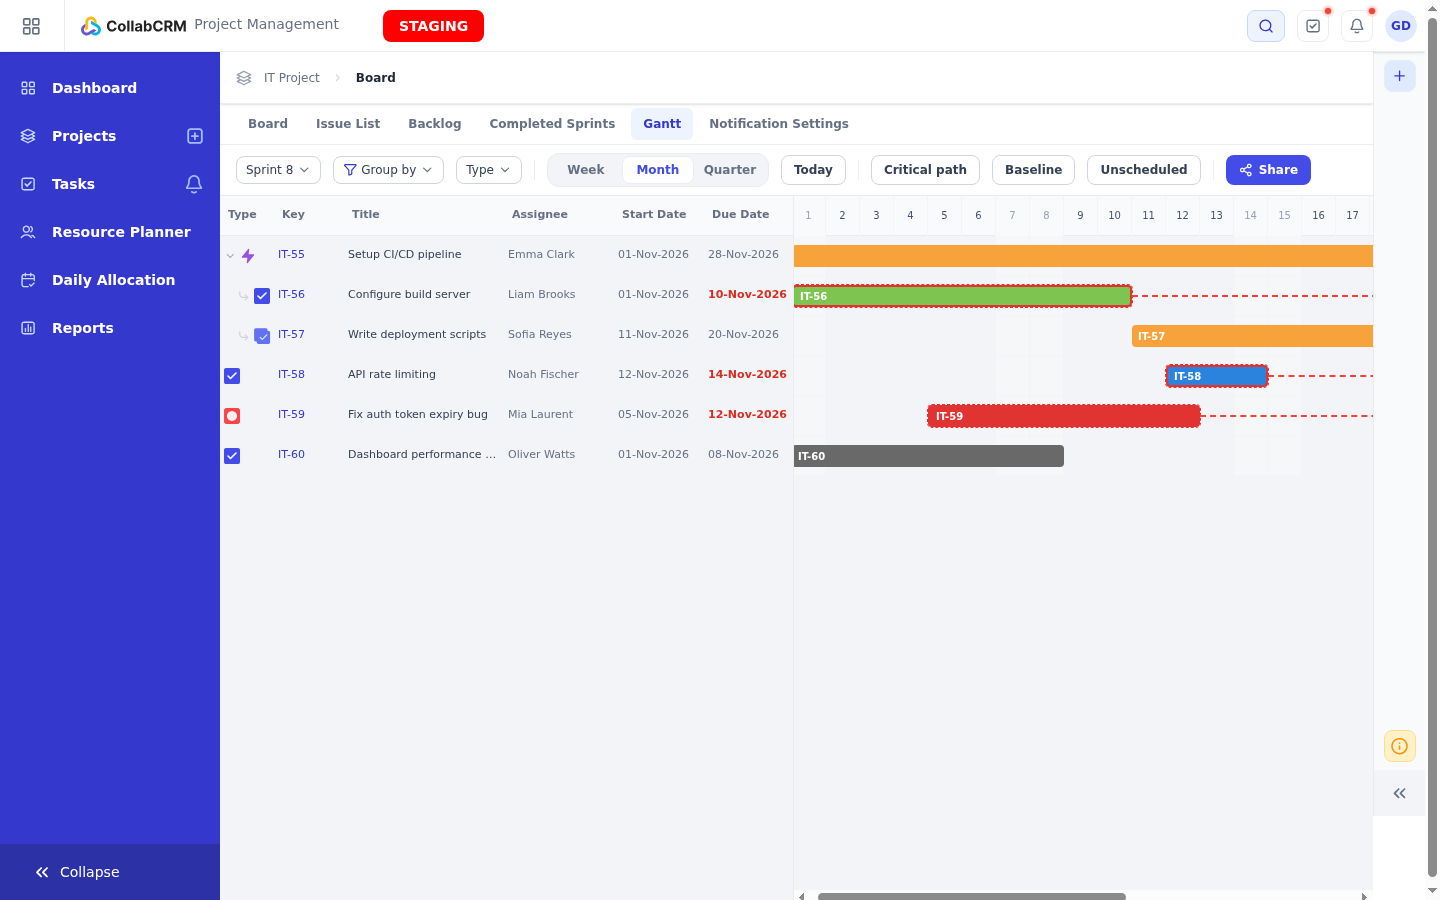 CollabCRM Project Management STAGING GD
Dashboard
Projects
Tasks
Resource Planner
Daily Allocation
Reports
Collapse
IT Project Board
Board Issue List Backlog Completed Sprints Gantt Notification Settings
Sprint 8 Group by Type Week Month Quarter Today Critical path Baseline Unscheduled Share
Type Key Title Assignee Start Date Due Date 1 2 3 4 5 6 7 8 9 10 11 12 13 14 15 16 17
IT-55 Setup CI/CD pipeline Emma Clark 01-Nov-2026 28-Nov-2026
IT-56 Configure build server Liam Brooks 01-Nov-2026 10-Nov-2026 IT-56
IT-57 Write deployment scripts Sofia Reyes 11-Nov-2026 20-Nov-2026 IT-57
IT-58 API rate limiting Noah Fischer 12-Nov-2026 14-Nov-2026 IT-58
IT-59 Fix auth token expiry bug Mia Laurent 05-Nov-2026 12-Nov-2026 IT-59
IT-60 Dashboard performance ... Oliver Watts 01-Nov-2026 08-Nov-2026 IT-60